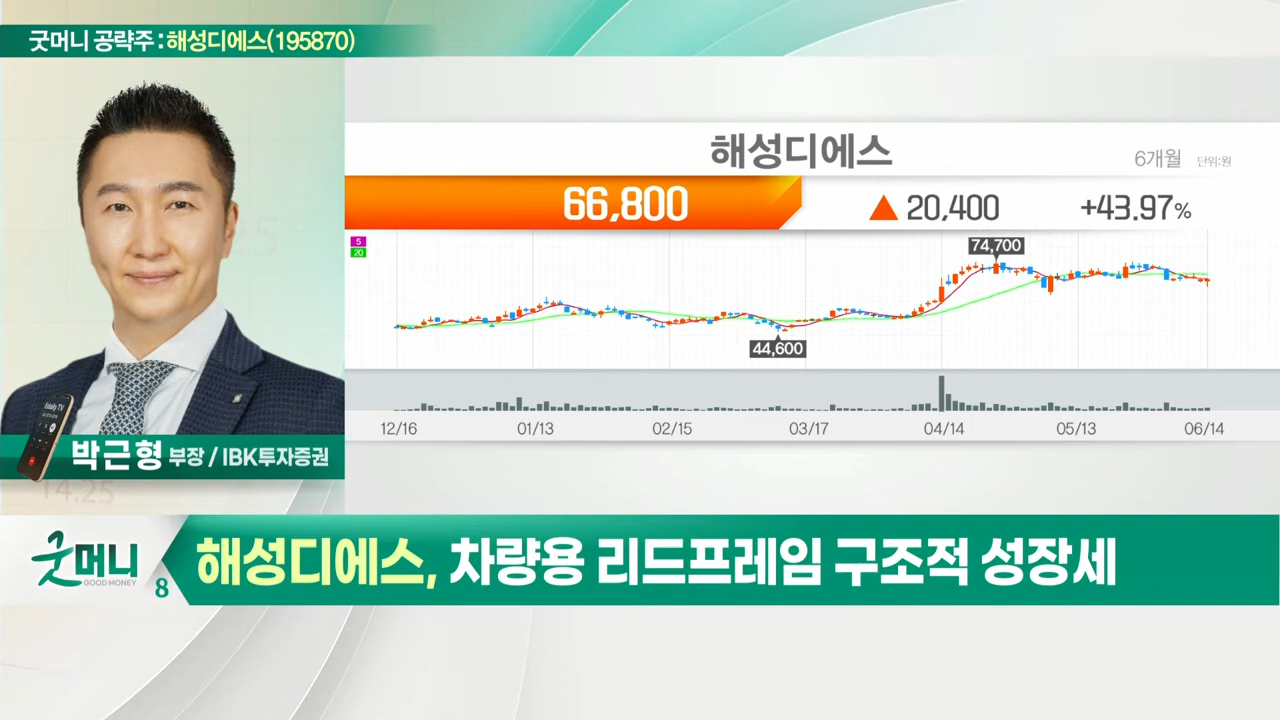 굿머니 공략주 : 해성디에스(195870)
해성디에스
6개월 단위:원
66,800 ▲ 20,400 +43.97%
5
20
74,700
44,600
12/16 01/13 02/15 03/17 04/14 05/13 06/14
Edaily TV
박근형 부장 / IBK투자증권
14.25
굿머니
GOOD MONEY
8
해성디에스, 차량용 리드프레임 구조적 성장세